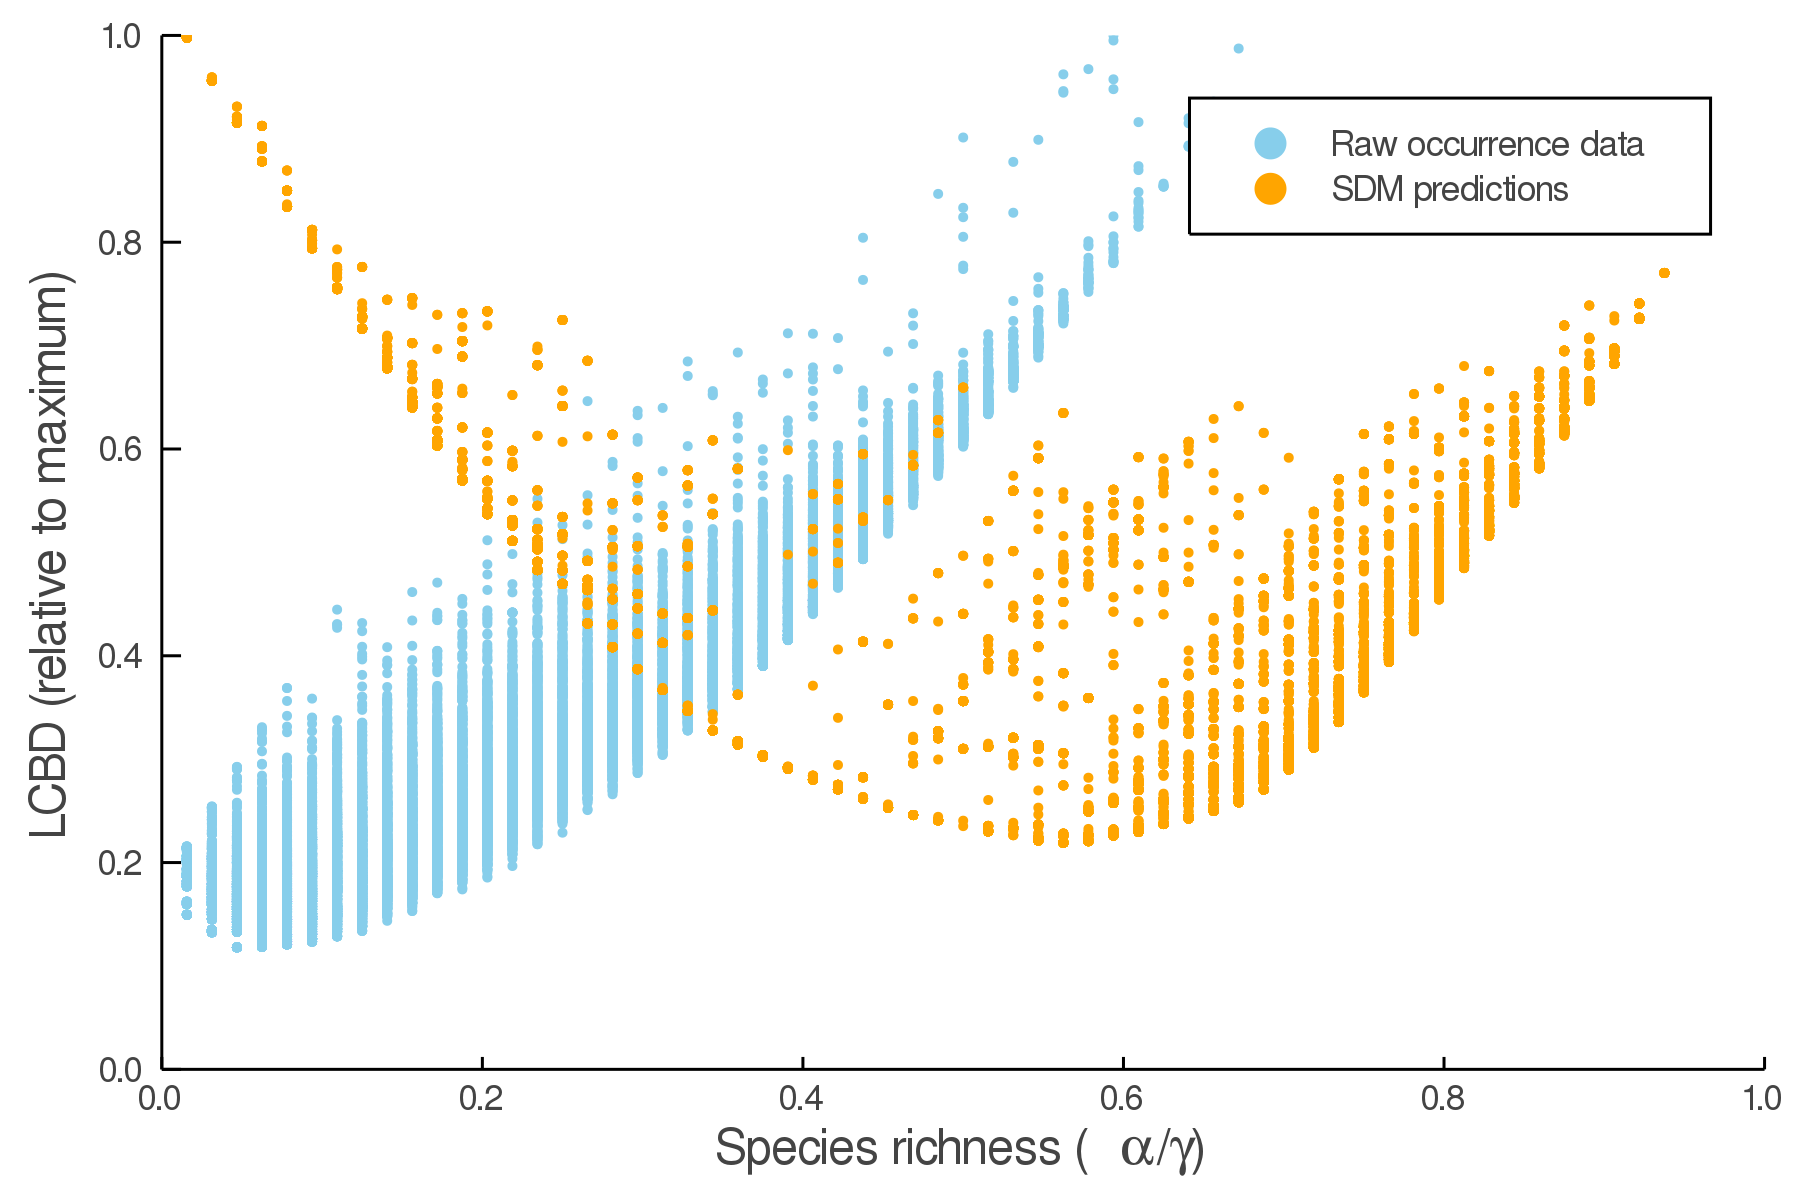 1.0
0.8
0.6
0.4
0.2
0.0
LCBD (relative to maximum)
Raw occurrence data
SDM predictions
0.0 0.2 0.4 0.6 0.8 1.0
Species richness ( α/γ)